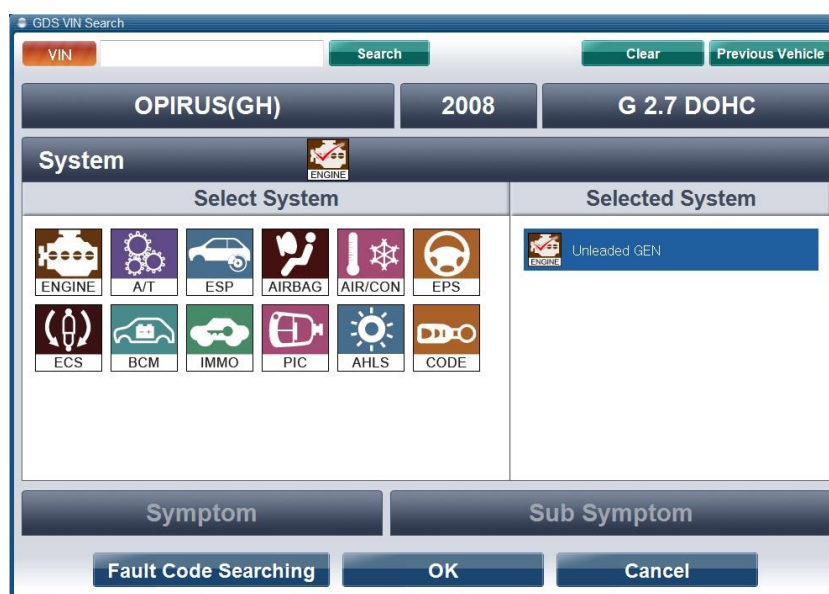 GDS VIN Search
VIN Search Clear Previous Vehicle
OPIRUS(GH) 2008 G 2.7 DOHC
System ENGINE
Select System Selected System
ENGINE A/T ESP AIRBAG AIR/CON EPS
ENGINE Unleaded GEN
ECS BCM IMMO PIC AHLS CODE
Symptom Sub Symptom
Fault Code Searching OK Cancel